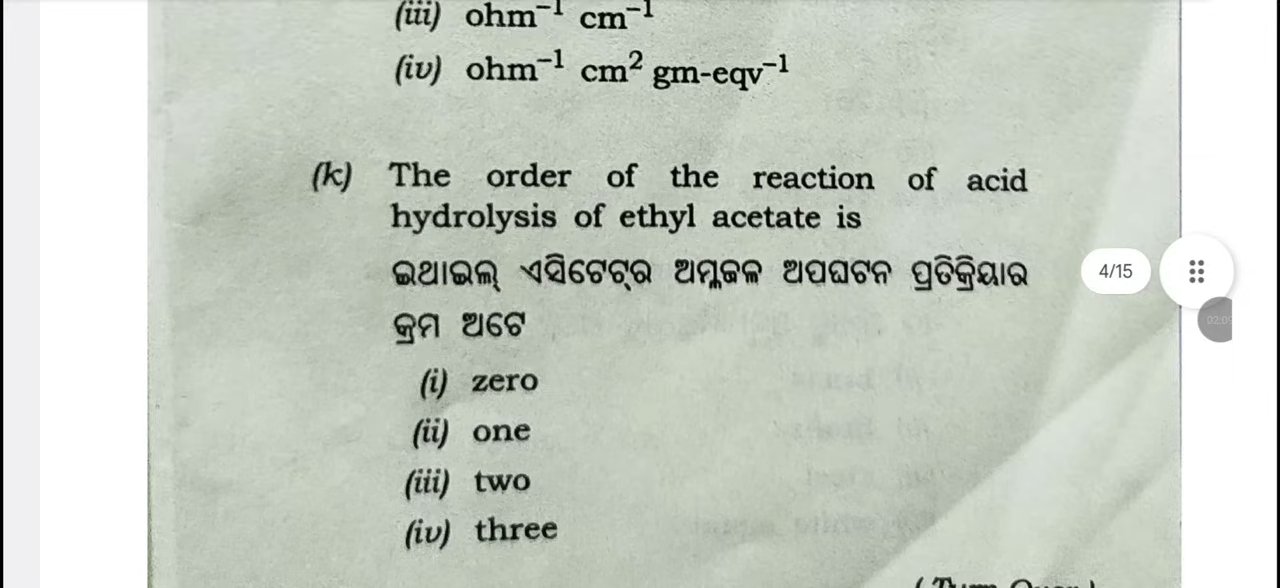 (iii) ohm⁻¹ cm⁻¹
(iv) ohm⁻¹ cm² gm-eqv⁻¹
(k) The order of the reaction of acid
hydrolysis of ethyl acetate is
ଇଥାଇଲ୍ ଏସିଟେଟ୍‌ର ଅମ୍ଳଜଳ ଅପଘଟନ ପ୍ରତିକ୍ରିୟାର
କ୍ରମ ଅଟେ
4/15
(i) zero
(ii) one
(iii) two
(iv) three